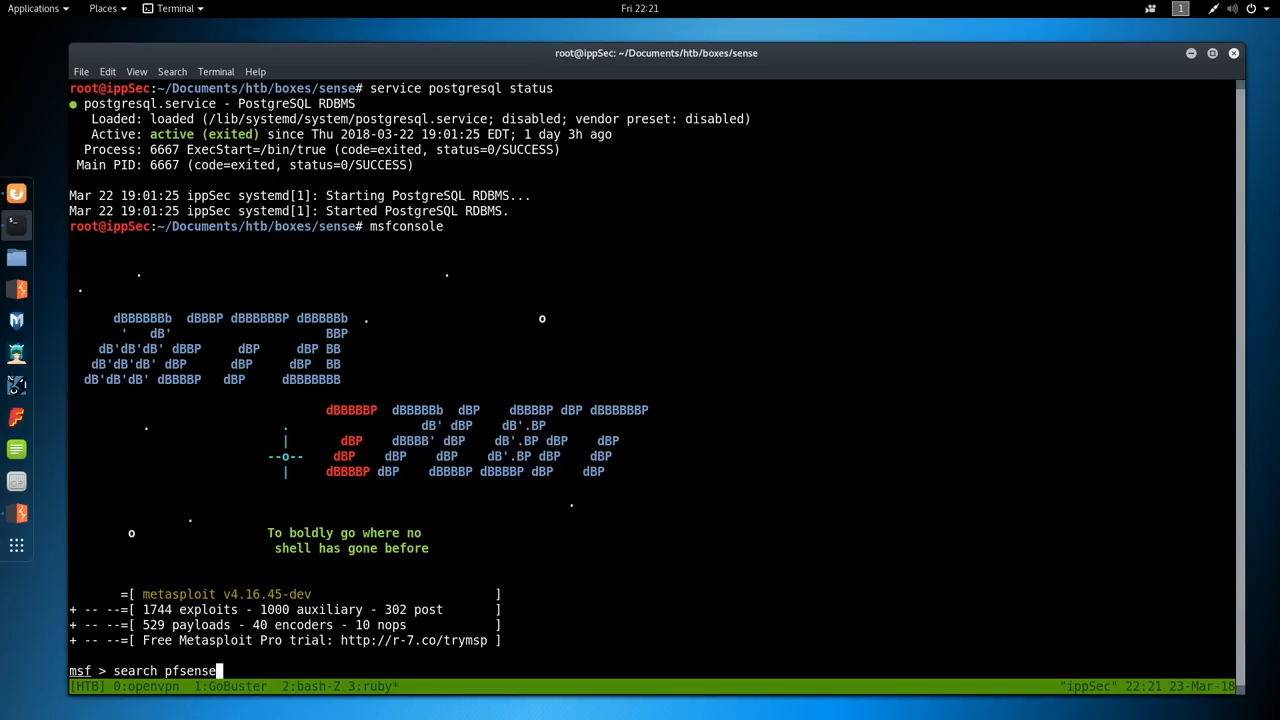 Applications Places Terminal Fri 22:21 1
root@ippSec: ~/Documents/htb/boxes/sense
File Edit View Search Terminal Help
root@ippSec:~/Documents/htb/boxes/sense# service postgresql status
● postgresql.service - PostgreSQL RDBMS
   Loaded: loaded (/lib/systemd/system/postgresql.service; disabled; vendor preset: disabled)
   Active: active (exited) since Thu 2018-03-22 19:01:25 EDT; 1 day 3h ago
  Process: 6667 ExecStart=/bin/true (code=exited, status=0/SUCCESS)
 Main PID: 6667 (code=exited, status=0/SUCCESS)
Mar 22 19:01:25 ippSec systemd[1]: Starting PostgreSQL RDBMS...
Mar 22 19:01:25 ippSec systemd[1]: Started PostgreSQL RDBMS.
root@ippSec:~/Documents/htb/boxes/sense# msfconsole
. .
.
dBBBBBBb  dBBBP dBBBBBBP dBBBBBb  . o
'   dB'                     BBP
dB'dB'dB' dBBP     dBP     dBP BB
dB'dB'dB' dBP      dBP     dBP  BB
dB'dB'dB' dBBBBP   dBP     dBBBBBBB
dBBBBBP  dBBBBBb  dBP    dBBBBP dBP dBBBBBBP
. . dB' dBP    dB'.BP
| dBP    dBBBB' dBP    dB'.BP dBP    dBP
--o-- dBP    dBP    dBP    dB'.BP dBP    dBP
| dBBBBP dBP    dBBBBP dBBBBP dBP    dBP
.
.
o To boldly go where no
shell has gone before
=[ metasploit v4.16.45-dev ]
+ -- --=[ 1744 exploits - 1000 auxiliary - 302 post ]
+ -- --=[ 529 payloads - 40 encoders - 10 nops ]
+ -- --=[ Free Metasploit Pro trial: http://r-7.co/trymsp ]
msf > search pfsense
[HTB] 0:openvpn  1:GoBuster  2:bash-Z 3:ruby* "ippSec" 22:21 23-Mar-18